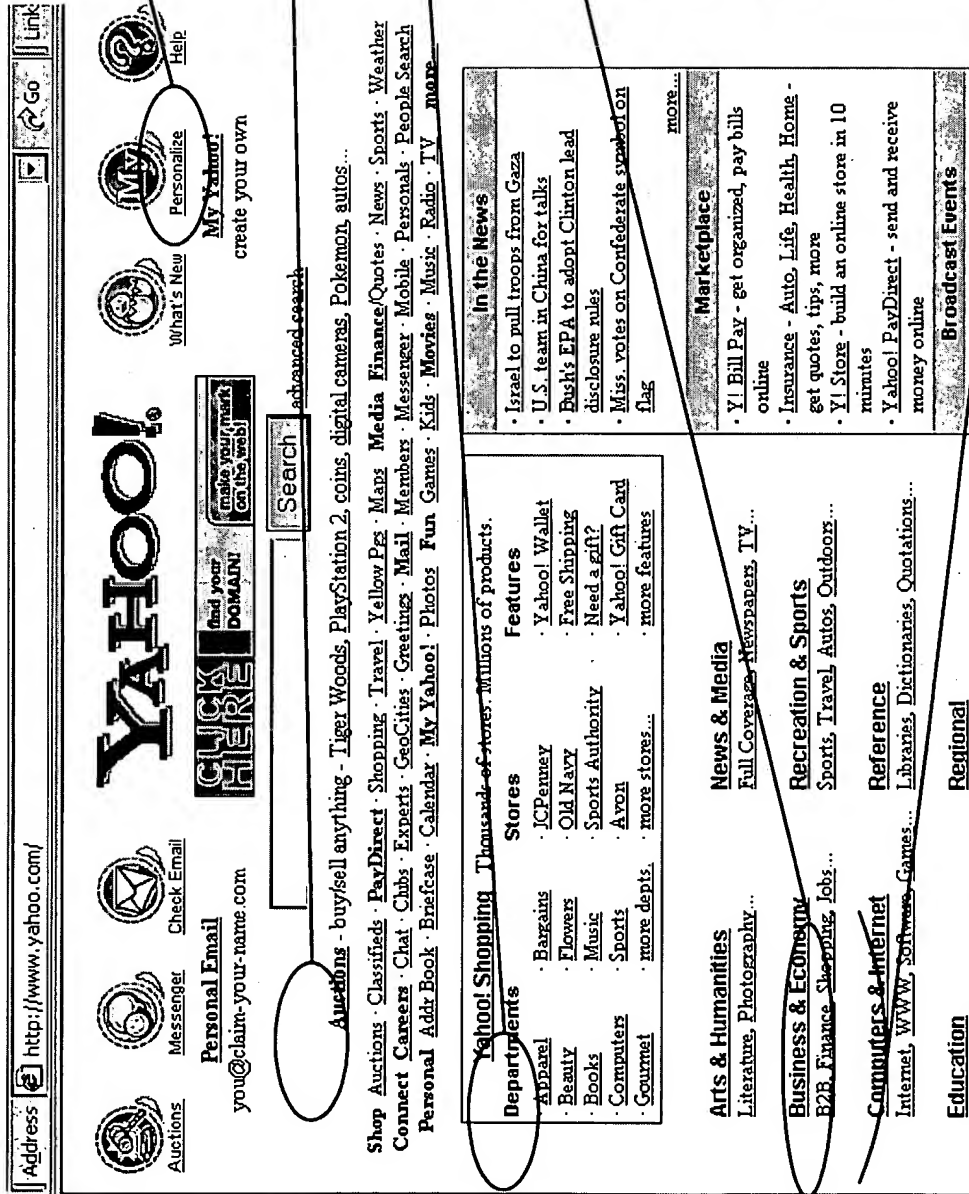 Address http://www.yahoo.com/ Go Link
Auctions Messenger Check Email YAHOO!® What's New My Personalize ? Help
Personal Email
you@claim-your-name.com
CLICK HERE
find your DOMAIN!
make your mark on the web!
My Yahoo!
create your own
Search advanced search
Auctions - buy/sell anything - Tiger Woods, PlayStation 2, coins, digital cameras, Pokemon, autos...
Shop Auctions · Classifieds · PayDirect · Shopping · Travel · Yellow Pgs · Maps Media Finance/Quotes · News · Sports · Weather
Connect Careers · Chat · Clubs · Experts · GeoCities · Greetings · Mail · Members · Messenger · Mobile · Personals · People Search
Personal Addr Book · Briefcase · Calendar · My Yahoo! · Photos Fun Games · Kids · Movies · Music · Radio · TV more...
Yahoo! Shopping Thousands of stores. Millions of products.
Departments Stores Features
· Apparel · Bargains · JCPenney · Yahoo! Wallet
· Beauty · Flowers · Old Navy · Free Shipping
· Books · Music · Sports Authority · Need a gift?
· Computers · Sports · Avon · Yahoo! Gift Card
· Gourmet · more depts. · more stores... · more features
Arts & Humanities
Literature, Photography...
News & Media
Full Coverage, Newspapers, TV...
Business & Economy
B2B, Finance, Shopping, Jobs...
Recreation & Sports
Sports, Travel, Autos, Outdoors...
Computers & Internet
Internet, WWW, Software, Games...
Reference
Libraries, Dictionaries, Quotations...
Education
Regional
In the News
· Israel to pull troops from Gaza
· U.S. team in China for talks
· Bush's EPA to adopt Clinton lead
disclosure rules
· Miss. votes on Confederate symbol on
flag
more...
Marketplace
· Y! Bill Pay - get organized, pay bills
online
· Insurance - Auto, Life, Health, Home -
get quotes, tips, more
· Y! Store - build an online store in 10
minutes
· Yahoo! PayDirect - send and receive
money online
Broadcast Events